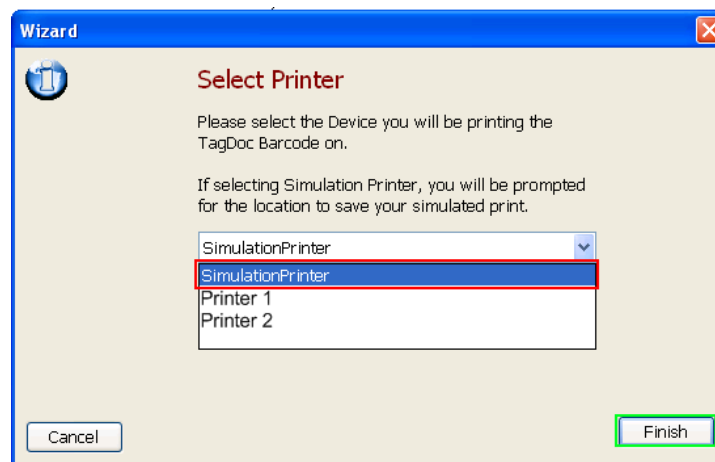 Wizard
Select Printer
Please select the Device you will be printing the
TagDoc Barcode on.
If selecting Simulation Printer, you will be prompted
for the location to save your simulated print.
SimulationPrinter
SimulationPrinter
Printer 1
Printer 2
Cancel
Finish